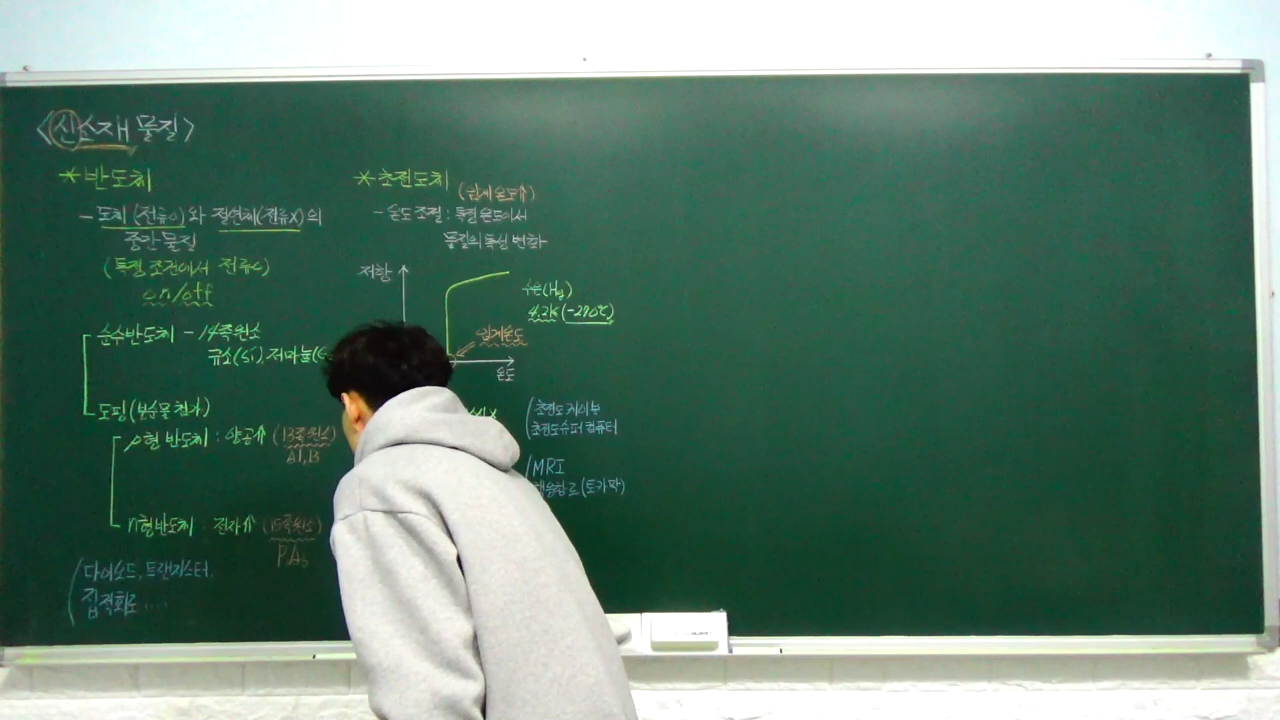 <신소재 물질>
*반도체
- 도체(전류O)와 절연체(전류X)의
중간 물질
(특정 조건에서 전류O)
on/off
순수반도체 - 14족원소
규소(Si), 저마늄(
도핑(불순물 첨가)
p형 반도체 : 양공↑ (13족원소)
Al, B
n형 반도체 : 전자↑ (15족원소)
P, As
다이오드, 트랜지스터,
집적회로 ....
*초전도체
(임계온도↑)
- 온도 조절 : 특정 온도에서
물질의 특성 변화
저항
수은(Hg)
4.2K (-270℃)
임계온도
온도
초전도 케이블
초전도 슈퍼 컴퓨터
MRI
핵융합로(토카막)